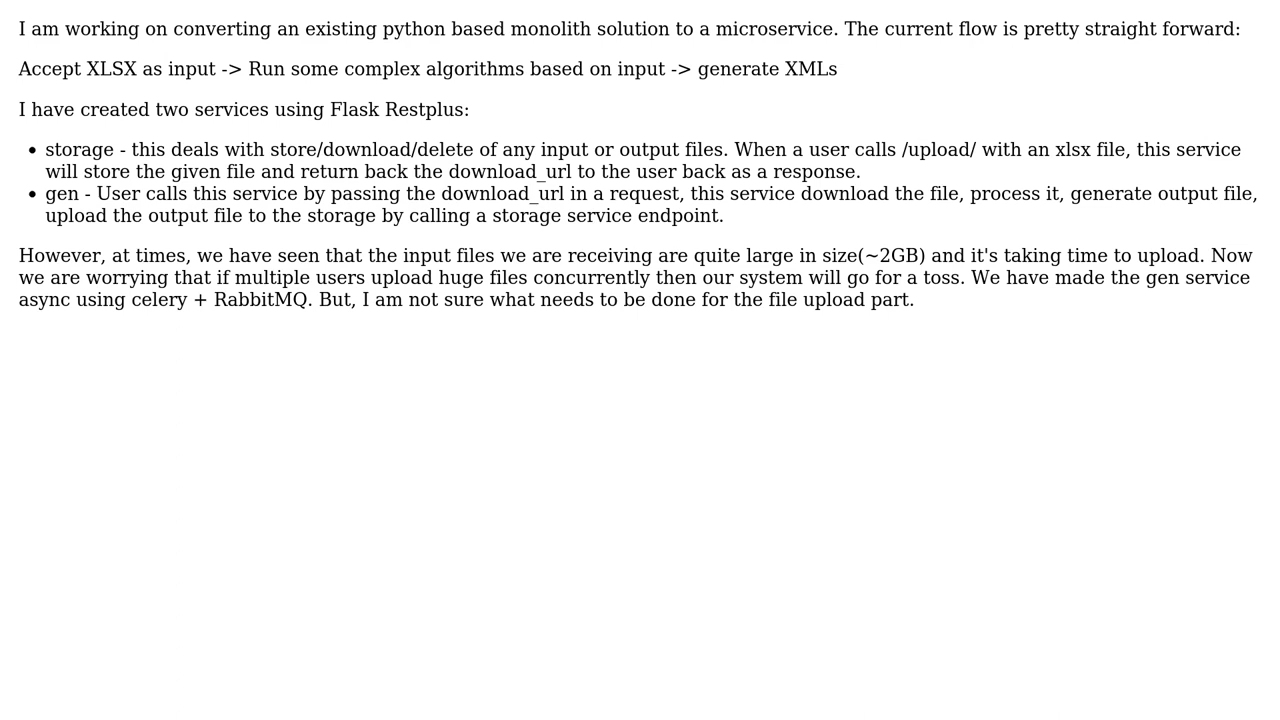 I am working on converting an existing python based monolith solution to a microservice. The current flow is pretty straight forward:
Accept XLSX as input -> Run some complex algorithms based on input -> generate XMLs
I have created two services using Flask Restplus:
• storage - this deals with store/download/delete of any input or output files. When a user calls /upload/ with an xlsx file, this service
will store the given file and return back the download_url to the user back as a response.
• gen - User calls this service by passing the download_url in a request, this service download the file, process it, generate output file,
upload the output file to the storage by calling a storage service endpoint.
However, at times, we have seen that the input files we are receiving are quite large in size(~2GB) and it's taking time to upload. Now
we are worrying that if multiple users upload huge files concurrently then our system will go for a toss. We have made the gen service
async using celery + RabbitMQ. But, I am not sure what needs to be done for the file upload part.